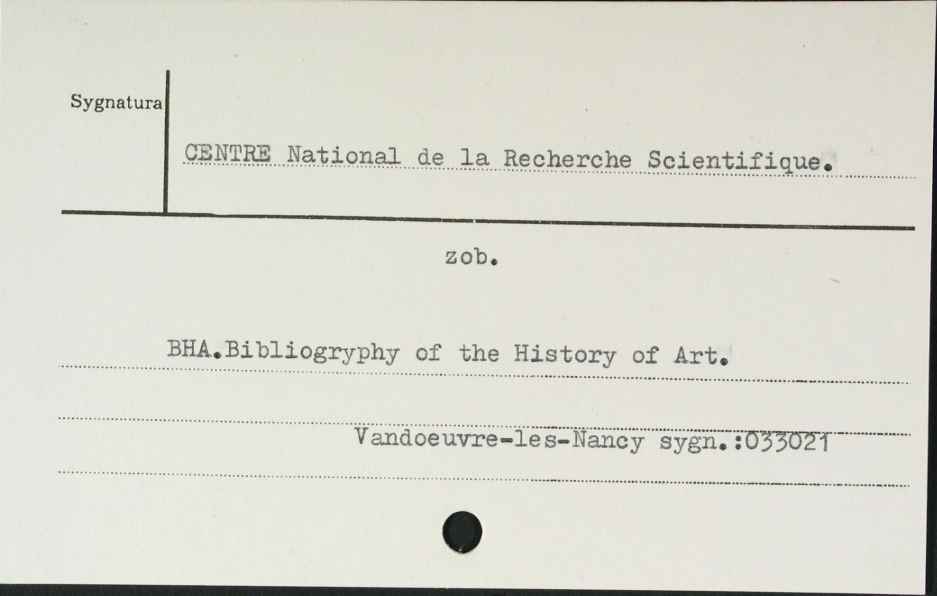 Sygnatura
CENTRE National de la Recherche Scientifique.
zob.
BHA.Bibliogryphy of the History of Art.
Vandoeuvre-les-Nancy sygn.:033021